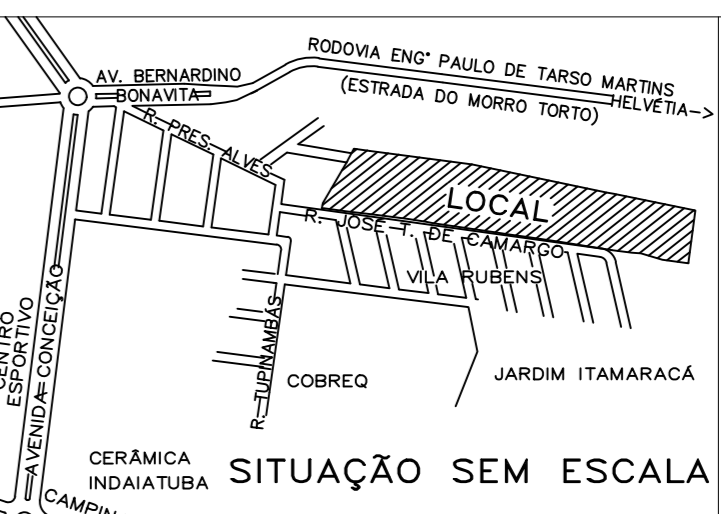 RODOVIA ENG° PAULO DE TARSO MARTINS
(ESTRADA DO MORRO TORTO)
HELVÉTIA->
AV. BERNARDINO
BONAVITA
R. PRES. ALVES
LOCAL
R. JOSÉ T. DE CAMARGO
VILA RUBENS
JARDIM ITAMARACÁ
R. TUPINAMBÁS
COBREQ
CENTRO
ESPORTIVO
AVENIDA CONCEIÇÃO
CERÂMICA
INDAIATUBA
SITUAÇÃO SEM ESCALA
CAMPIN